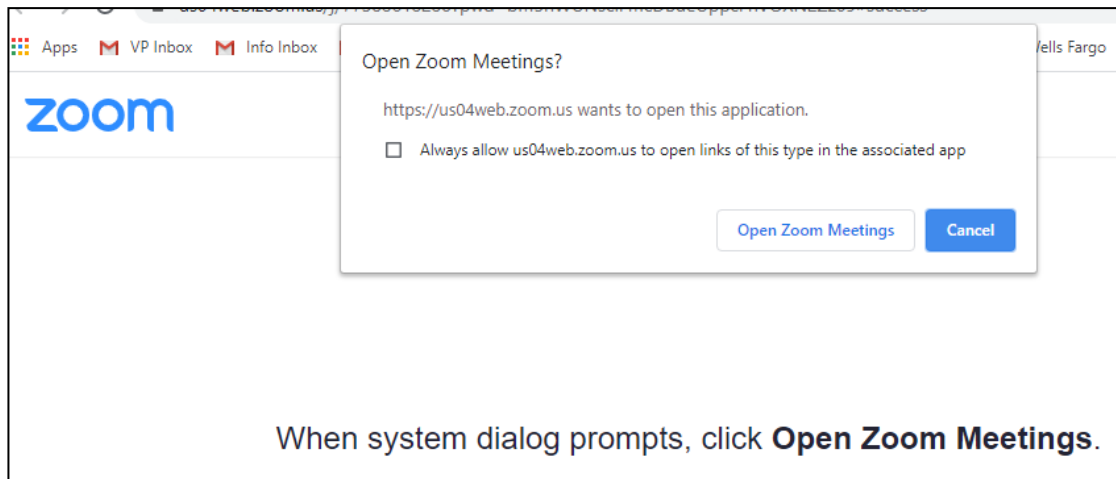 Apps VP Inbox Info Inbox
Wells Fargo
zoom
Open Zoom Meetings?
https://us04web.zoom.us wants to open this application.
Always allow us04web.zoom.us to open links of this type in the associated app
Open Zoom Meetings Cancel
When system dialog prompts, click Open Zoom Meetings.